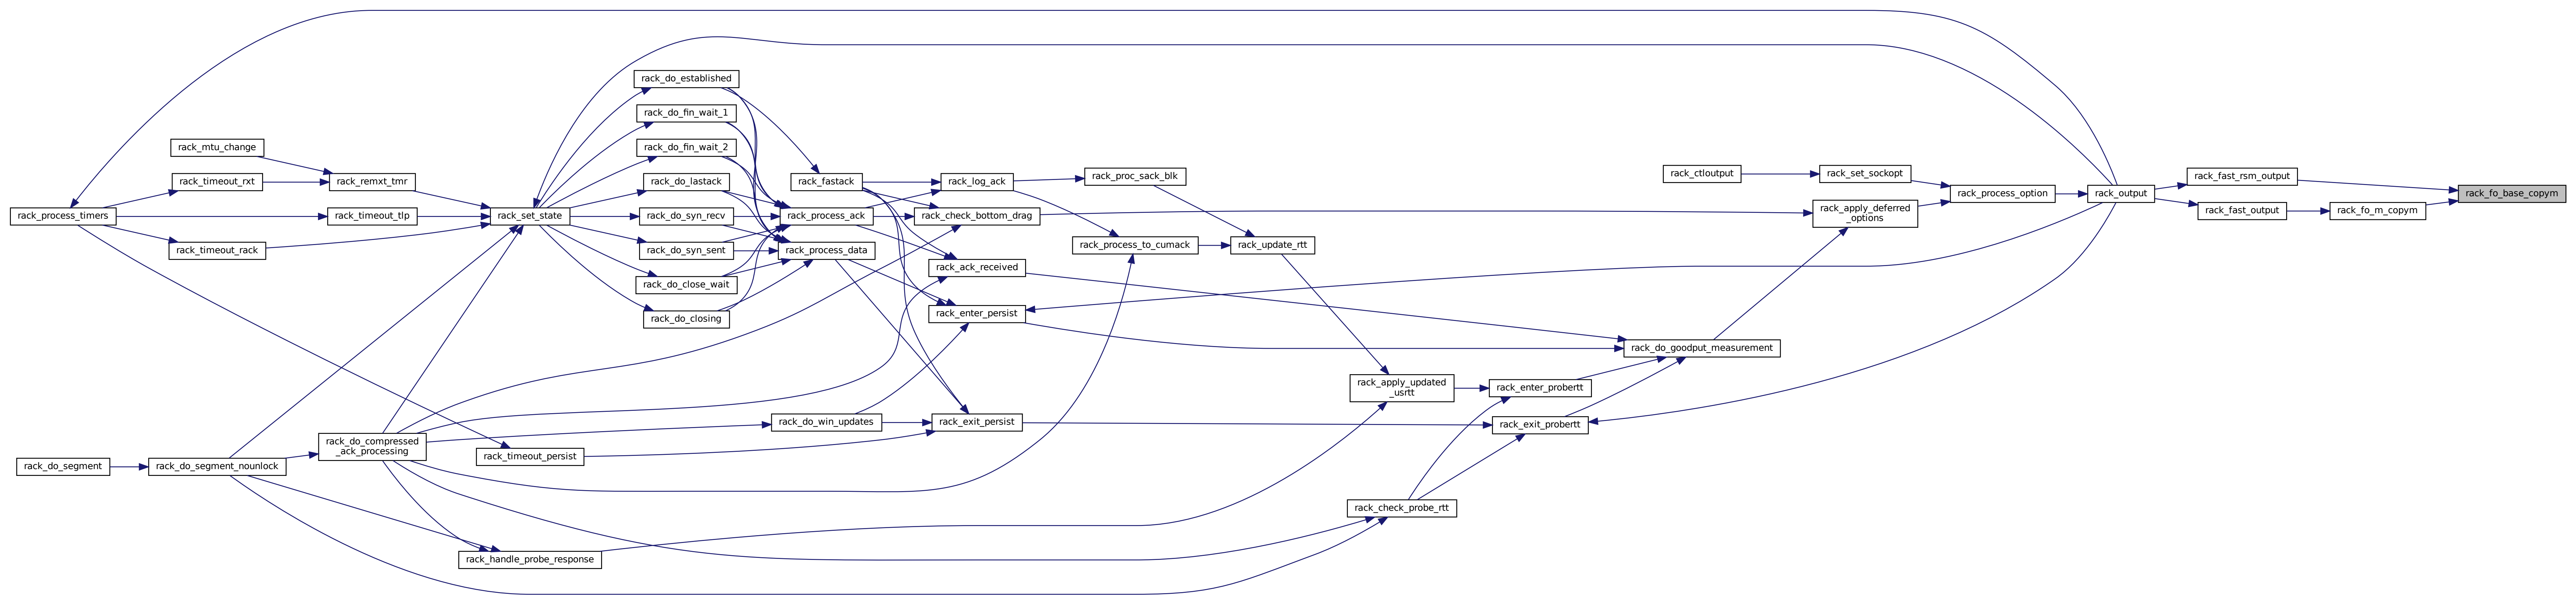 rack_do_established
rack_do_fin_wait_1
rack_mtu_change
rack_do_fin_wait_2
rack_timeout_rxt
rack_remxt_tmr
rack_do_lastack
rack_fastack
rack_log_ack
rack_proc_sack_blk
rack_ctloutput
rack_set_sockopt
rack_fast_rsm_output
rack_process_timers
rack_timeout_tlp
rack_set_state
rack_do_syn_recv
rack_process_ack
rack_check_bottom_drag
rack_apply_deferred
_options
rack_process_option
rack_output
rack_fast_output
rack_fo_m_copym
rack_fo_base_copym
rack_timeout_rack
rack_do_syn_sent
rack_process_data
rack_process_to_cumack
rack_update_rtt
rack_do_close_wait
rack_ack_received
rack_do_closing
rack_enter_persist
rack_do_goodput_measurement
rack_apply_updated
_usrtt
rack_enter_probertt
rack_do_win_updates
rack_exit_persist
rack_exit_probertt
rack_do_compressed
_ack_processing
rack_timeout_persist
rack_do_segment
rack_do_segment_nounlock
rack_check_probe_rtt
rack_handle_probe_response